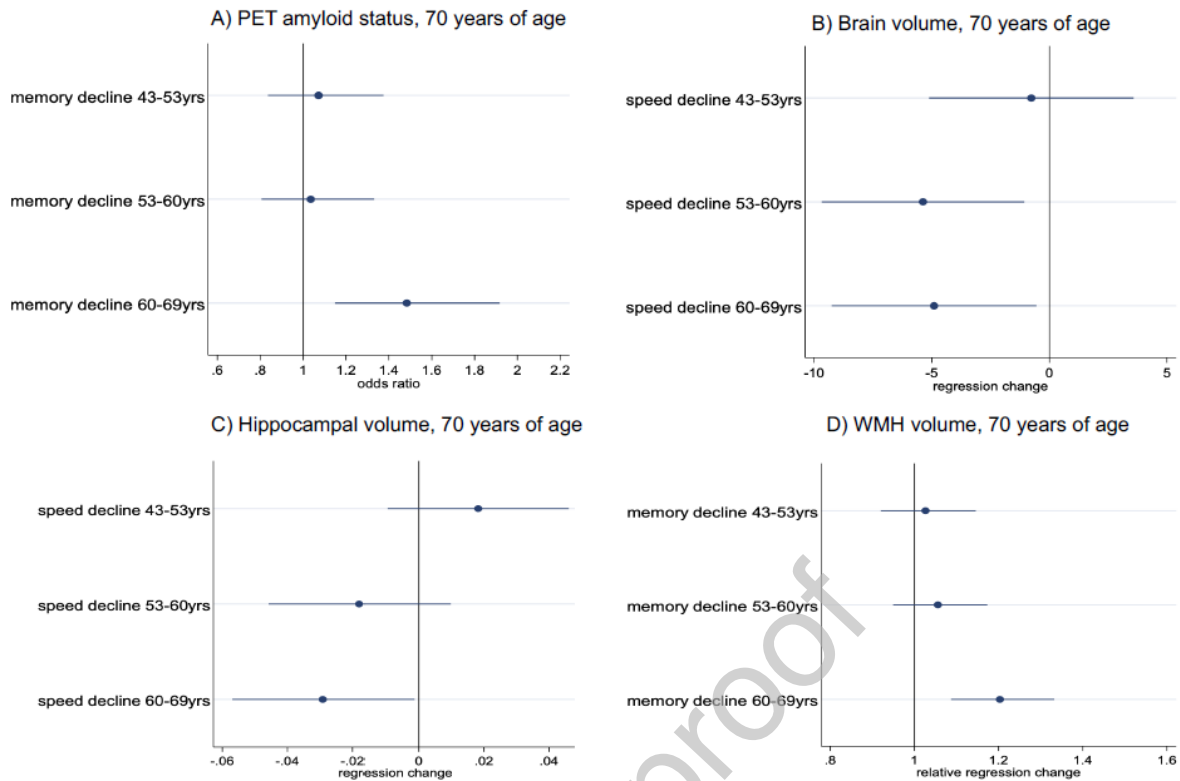 A) PET amyloid status, 70 years of age
memory decline 43-53yrs
memory decline 53-60yrs
memory decline 60-69yrs
.6 .8 1 1.2 1.4 1.6 1.8 2 2.2
odds ratio
B) Brain volume, 70 years of age
speed decline 43-53yrs
speed decline 53-60yrs
speed decline 60-69yrs
-10 -5 0 5
regression change
C) Hippocampal volume, 70 years of age
speed decline 43-53yrs
speed decline 53-60yrs
speed decline 60-69yrs
-.06 -.04 -.02 0 .02 .04
regression change
D) WMH volume, 70 years of age
memory decline 43-53yrs
memory decline 53-60yrs
memory decline 60-69yrs
.8 1 1.2 1.4 1.6
relative regression change
proof